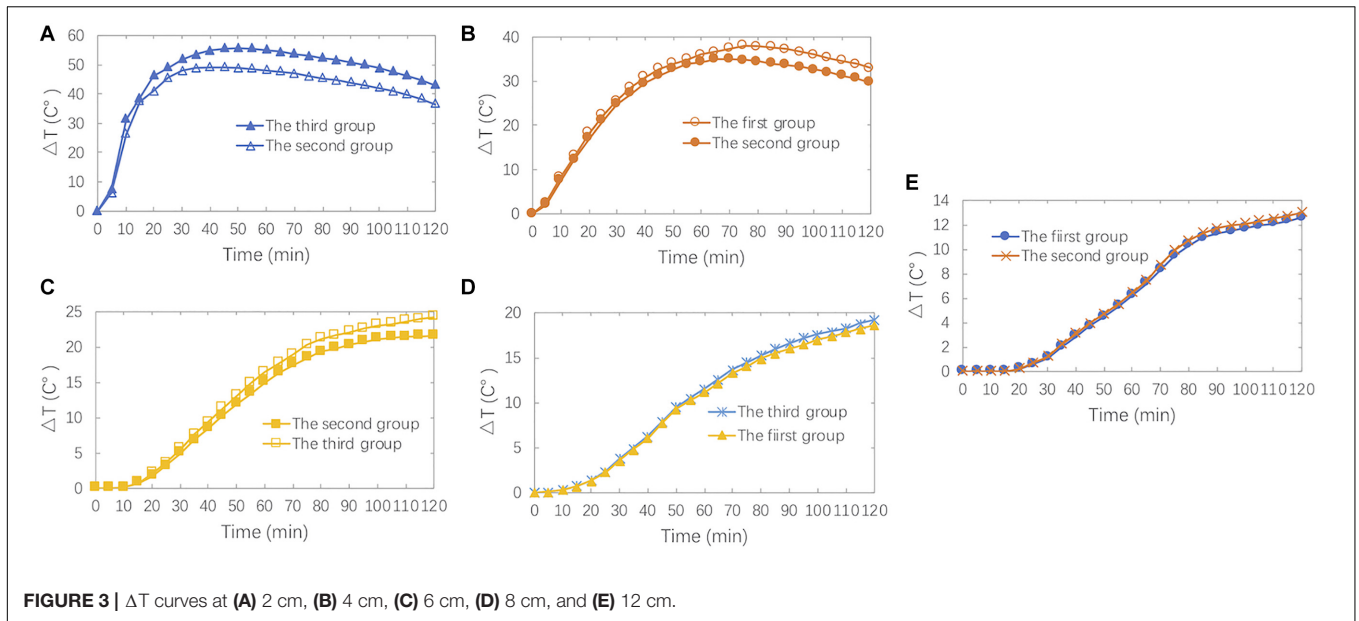 A
60
50
40
30
20
10
0
△T (C°)
The third group
The second group
0 10 20 30 40 50 60 70 80 90 100 110 120
Time (min)
B
40
30
20
10
0
△T (C°)
The first group
The second group
0 10 20 30 40 50 60 70 80 90 100 110 120
Time (min)
C
25
20
15
10
5
0
△T (C°)
The second group
The third group
0 10 20 30 40 50 60 70 80 90 100 110 120
Time (min)
D
20
15
10
5
0
△T (C°)
The third group
The fiirst group
0 10 20 30 40 50 60 70 80 90 100 110 120
Time (min)
E
14
12
10
8
6
4
2
0
△T (C°)
The fiirst group
The second group
0 10 20 30 40 50 60 70 80 90 100 110 120
Time (min)
FIGURE 3 | ΔT curves at (A) 2 cm, (B) 4 cm, (C) 6 cm, (D) 8 cm, and (E) 12 cm.